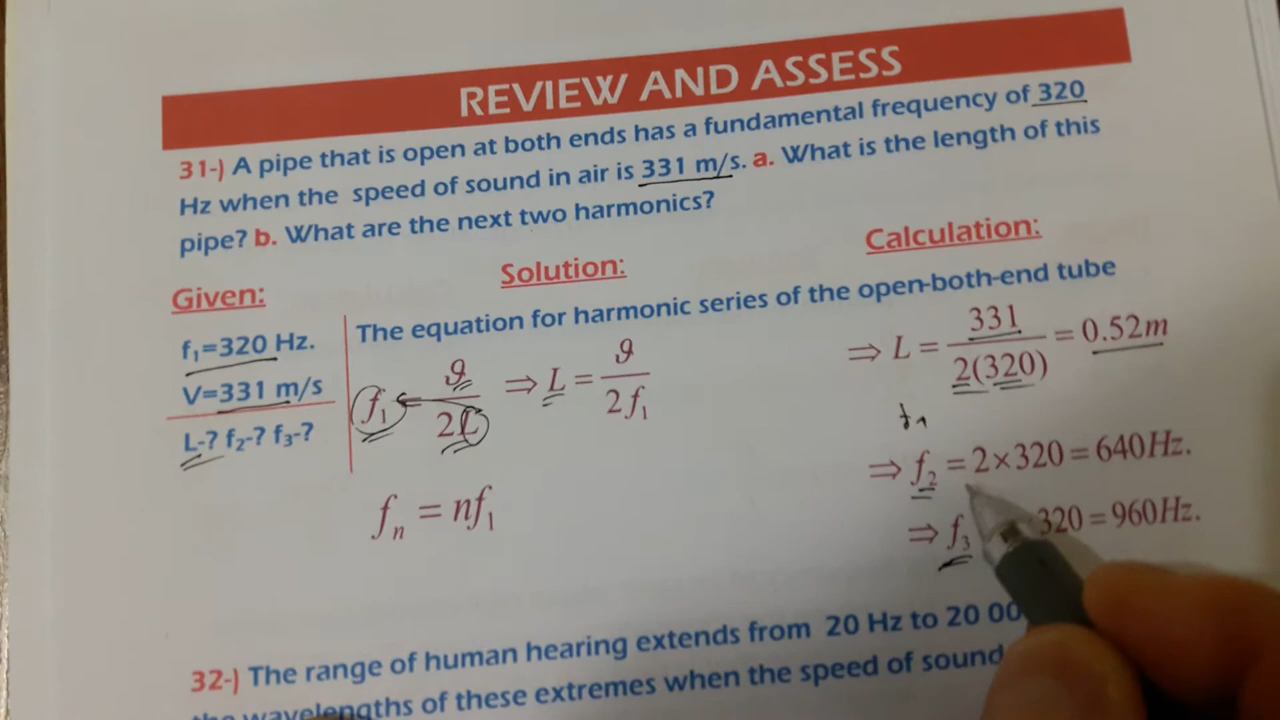 REVIEW AND ASSESS
31-) A pipe that is open at both ends has a fundamental frequency of 320
Hz when the speed of sound in air is 331 m/s. a. What is the length of this
pipe? b. What are the next two harmonics?
Given:
Solution:
Calculation:
f₁=320 Hz.
V=331 m/s
L-? f₂-? f₃-?
The equation for harmonic series of the open-both-end tube
f₁ = ϑ/2L ⇒ L = ϑ/2f₁
fₙ = nf₁
⇒ L = 331/2(320) = 0.52m
f₁
⇒ f₂ = 2×320 = 640Hz.
⇒ f₃ 320 = 960Hz.
32-) The range of human hearing extends from 20 Hz to 20 00
the wavelengths of these extremes when the speed of sound